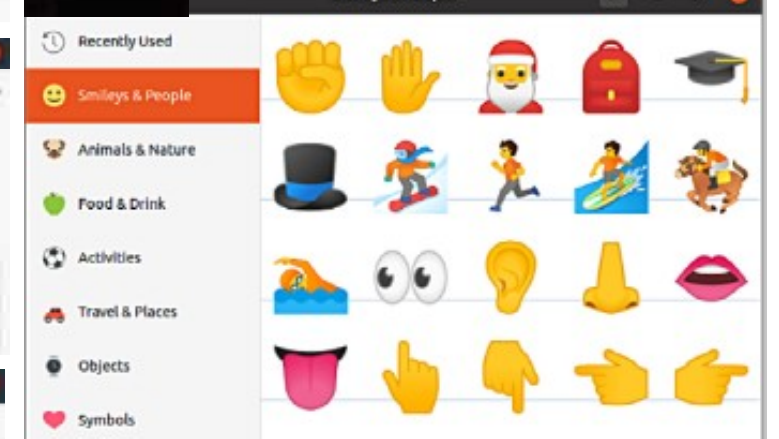 Recently Used
Smileys & People
Animals & Nature
Food & Drink
Activities
Travel & Places
Objects
Symbols